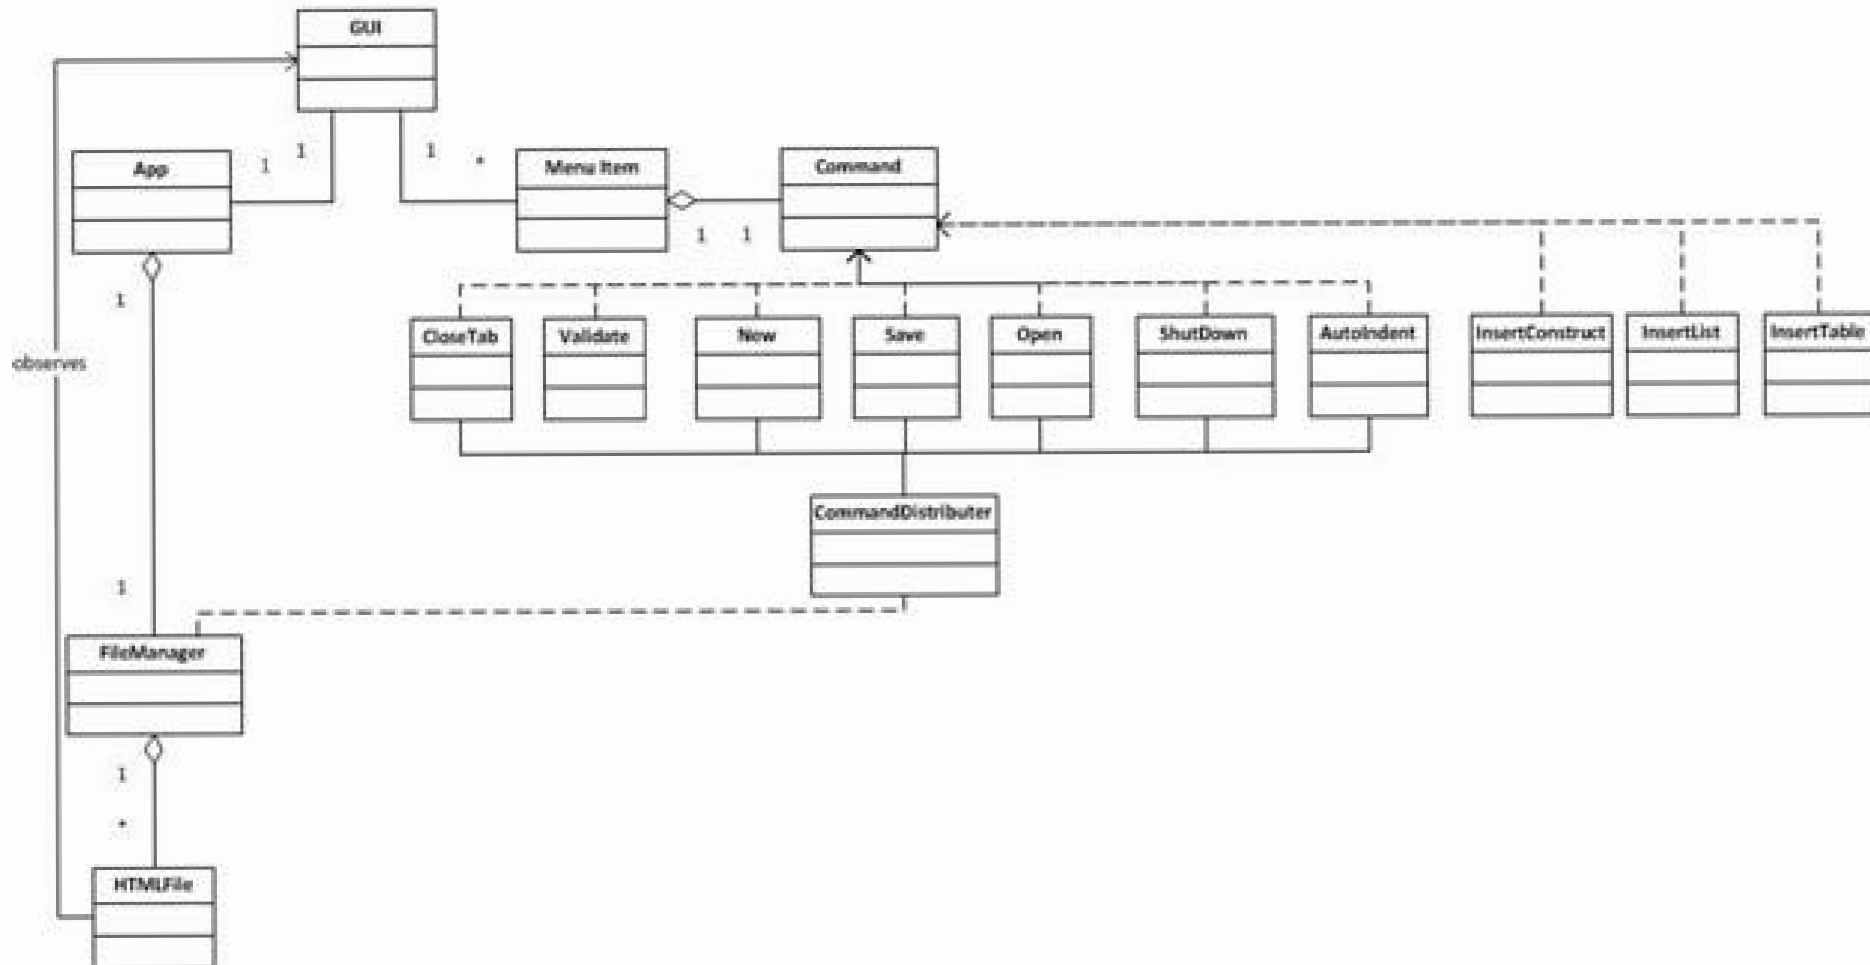 GUI
1
1
1
*
App
Menu Item
Command
1
1
1
observes
CloseTab
Validate
New
Save
Open
ShutDown
AutoIndent
InsertConstruct
InsertList
InsertTable
CommandDistributer
1
FileManager
1
*
HTMLFile